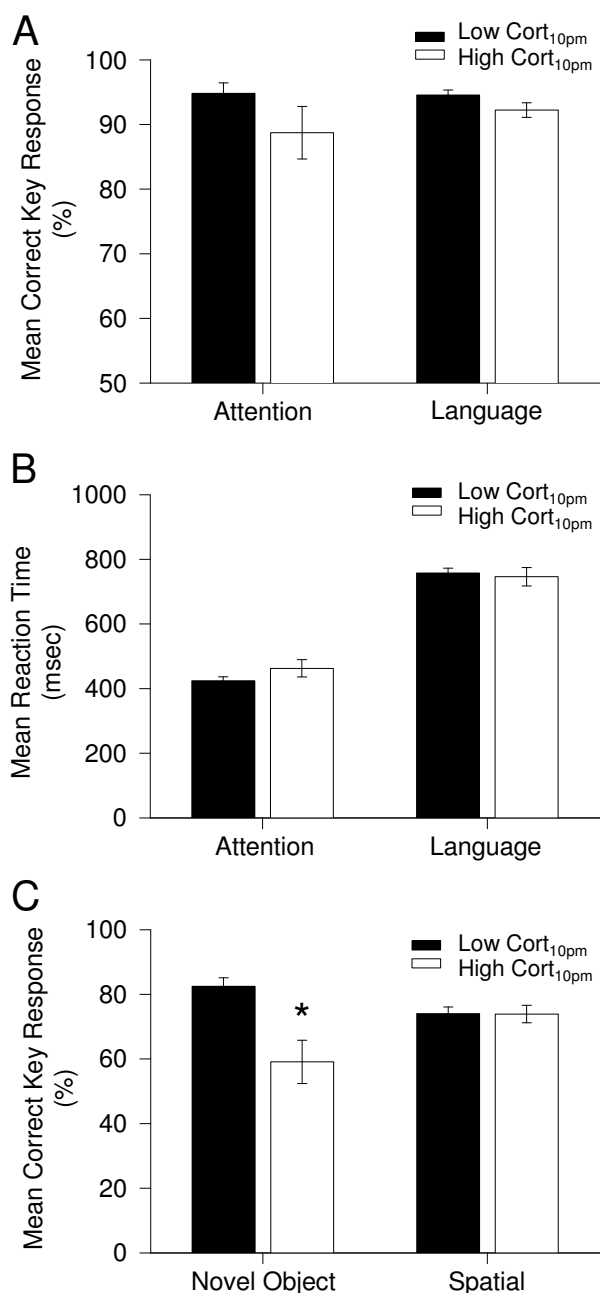 A
Low Cort10pm
High Cort10pm
Mean Correct Key Response
(%)
100
90
80
70
60
50
Attention Language
B
Low Cort10pm
High Cort10pm
Mean Reaction Time
(msec)
1000
800
600
400
200
0
Attention Language
C
Low Cort10pm
High Cort10pm
Mean Correct Key Response
(%)
100
80
60
40
20
0
*
Novel Object Spatial